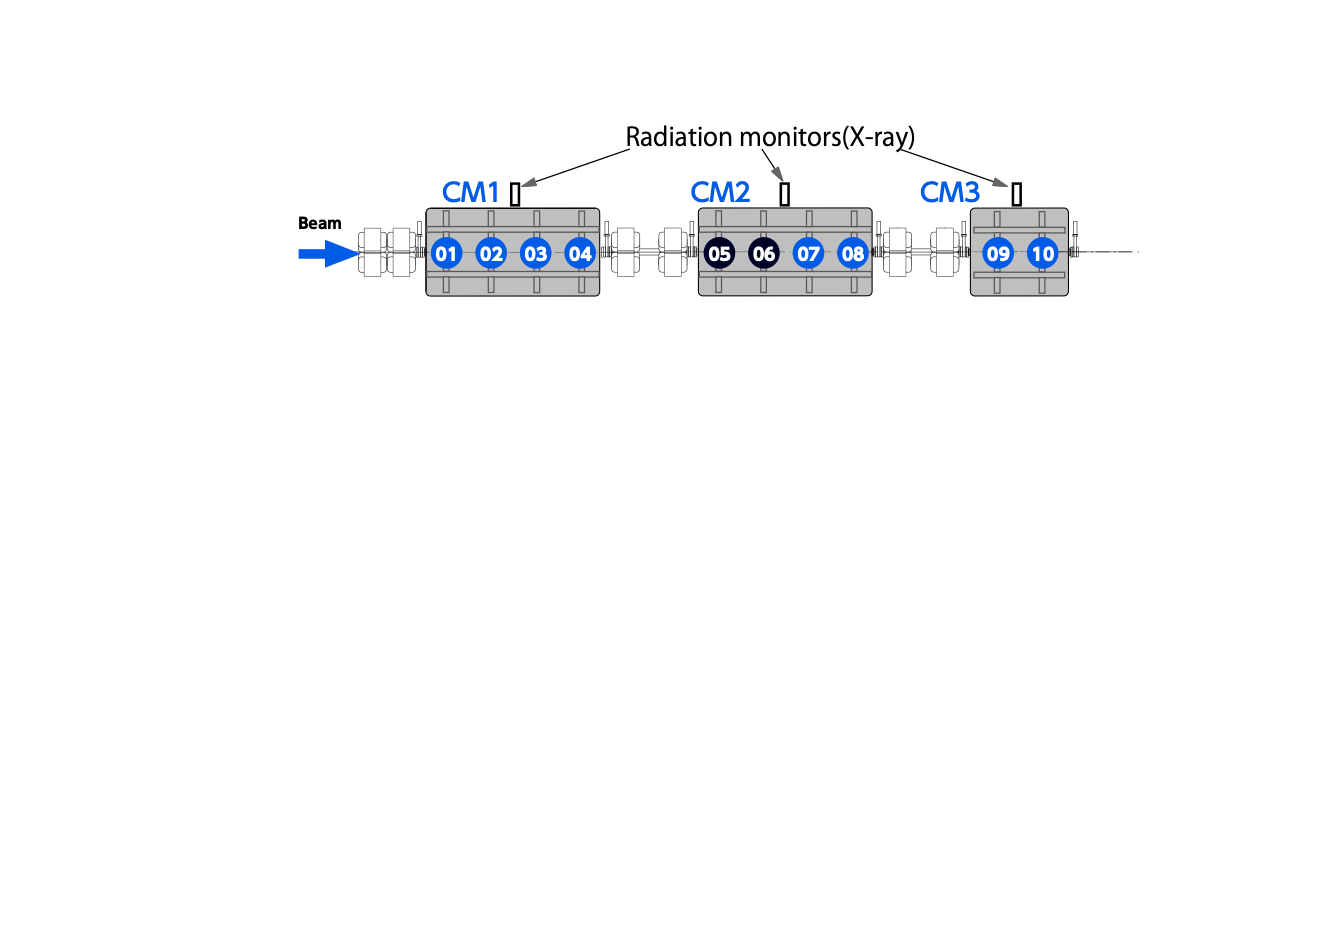 Radiation monitors(X-ray)
CM1
CM2
CM3
Beam
01 02 03 04
05 06 07 08
09 10